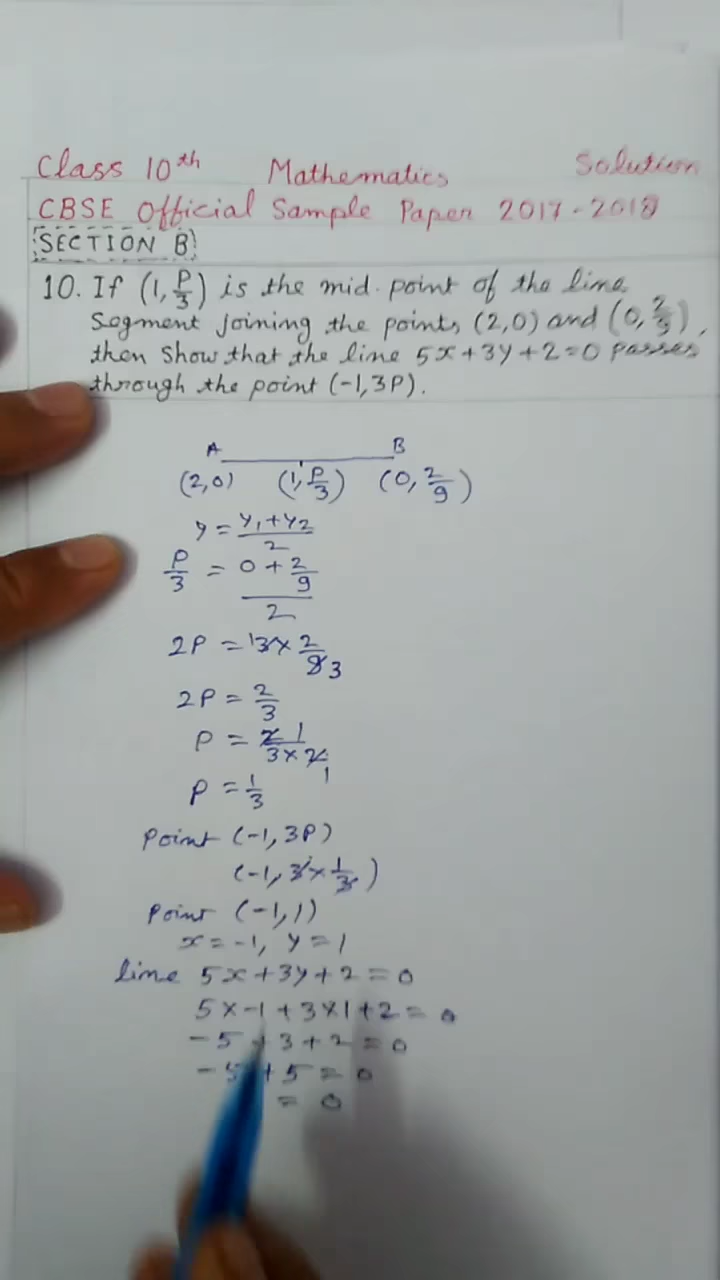 Class 10th Mathematics Solution
CBSE Official Sample Paper 2017-2018
SECTION B
10. If (1, P/3) is the mid. point of the line
Segment joining the points (2,0) and (0, 2/9),
then Show that the line 5x+3y+2=0 passes
through the point (-1, 3P).
A B
(2,0) (1, P/3) (0, 2/9)
y = y₁+y₂/2
P/3 = 0 + 2/9 / 2
2P = 13 × 2/9 3
2P = 2/3
P = 2 1/3×2 1
P = 1/3
Point (-1, 3P)
(-1, 3 × 1/3)
Point (-1, 1)
x = -1, y = 1
line 5x+3y+2=0
5×-1+3×1+2=0
-5+3+2=0
-5+5=0
= 0